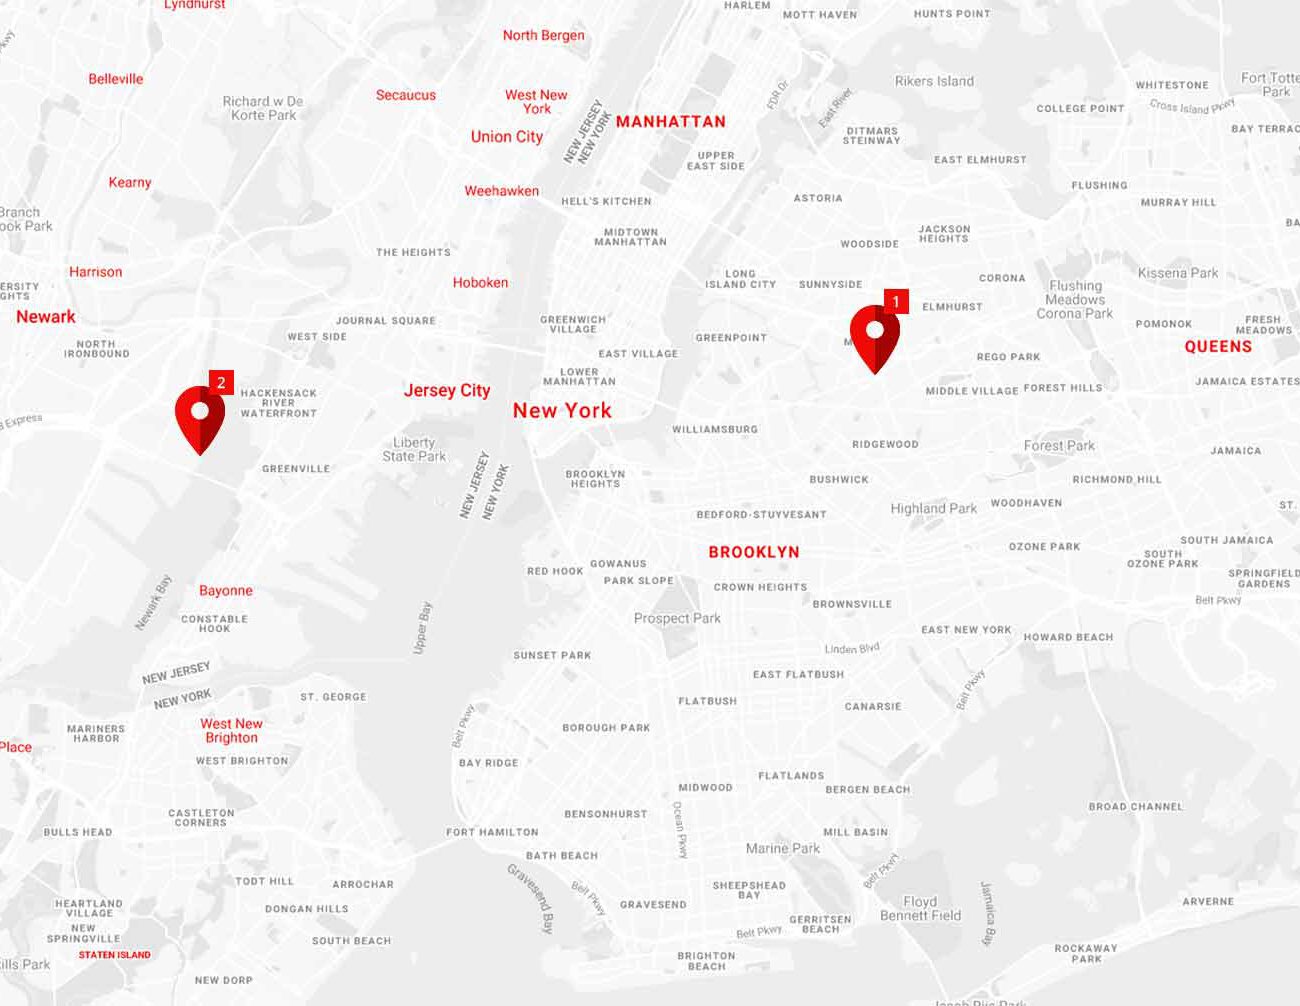 Lyndhurst
HARLEM
MOTT HAVEN
HUNTS POINT
North Bergen
Belleville
Secaucus
West New
York
Richard w De
Korte Park
Rikers Island
WHITESTONE
Fort Totte
Park
FDR Dr
East River
COLLEGE POINT
Cross Island Pkwy
MANHATTAN
NEW JERSEY
NEW YORK
Union City
DITMARS
STEINWAY
BAY TERRAC
UPPER
EAST SIDE
EAST ELMHURST
Kearny
Weehawken
FLUSHING
HELL'S KITCHEN
ASTORIA
MURRAY HILL
Branch
ook Park
MIDTOWN
MANHATTAN
WOODSIDE
JACKSON
HEIGHTS
BA
THE HEIGHTS
Harrison
Hoboken
LONG
ISLAND CITY
SUNNYSIDE
CORONA
Kissena Park
ERSITY
GHTS
Flushing
Meadows
Corona Park
1
ELMHURST
Newark
JOURNAL SQUARE
WEST SIDE
GREENWICH
VILLAGE
GREENPOINT
M
POMONOK
FRESH
MEADOWS
NORTH
IRONBOUND
EAST VILLAGE
REGO PARK
QUEENS
2
LOWER
MANHATTAN
HACKENSACK
RIVER
WATERFRONT
Jersey City
MIDDLE VILLAGE
FOREST HILLS
JAMAICA ESTATES
New York
Express
WILLIAMSBURG
Liberty
State Park
RIDGEWOOD
Forest Park
JAMAICA
GREENVILLE
NEW JERSEY
NEW YORK
BROOKLYN
HEIGHTS
BUSHWICK
RICHMOND HILL
BEDFORD-STUYVESANT
Highland Park
WOODHAVEN
ST.
BROOKLYN
OZONE PARK
SOUTH JAMAICA
SOUTH
OZONE PARK
RED HOOK
GOWANUS
PARK SLOPE
CROWN HEIGHTS
SPRINGFIELD
GARDENS
Newark Bay
Bayonne
BROWNSVILLE
Belt Pkwy
Upper Bay
CONSTABLE
HOOK
Prospect Park
EAST NEW YORK
HOWARD BEACH
SUNSET PARK
Linden Blvd
NEW JERSEY
NEW YORK
EAST FLATBUSH
Belt Pkwy
ST. GEORGE
FLATBUSH
CANARSIE
Belt Pkwy
MARINERS
HARBOR
West New
Brighton
BOROUGH PARK
Place
WEST BRIGHTON
BAY RIDGE
FLATLANDS
MIDWOOD
BERGEN BEACH
BROAD CHANNEL
CASTLETON
CORNERS
BENSONHURST
Ocean Pkwy
BULLS HEAD
FORT HAMILTON
MILL BASIN
BATH BEACH
Marine Park
TODT HILL
ARROCHAR
Gravesend Bay
Belt Pkwy
Belt Pkwy
SHEEPSHEAD
BAY
HEARTLAND
VILLAGE
DONGAN HILLS
GRAVESEND
Floyd
Bennett Field
Jamaica Bay
ARVERNE
GERRITSEN
BEACH
NEW
SPRINGVILLE
Belt Pkwy
SOUTH BEACH
STATEN ISLAND
BRIGHTON
BEACH
ROCKAWAY
PARK
ills Park
NEW DORP